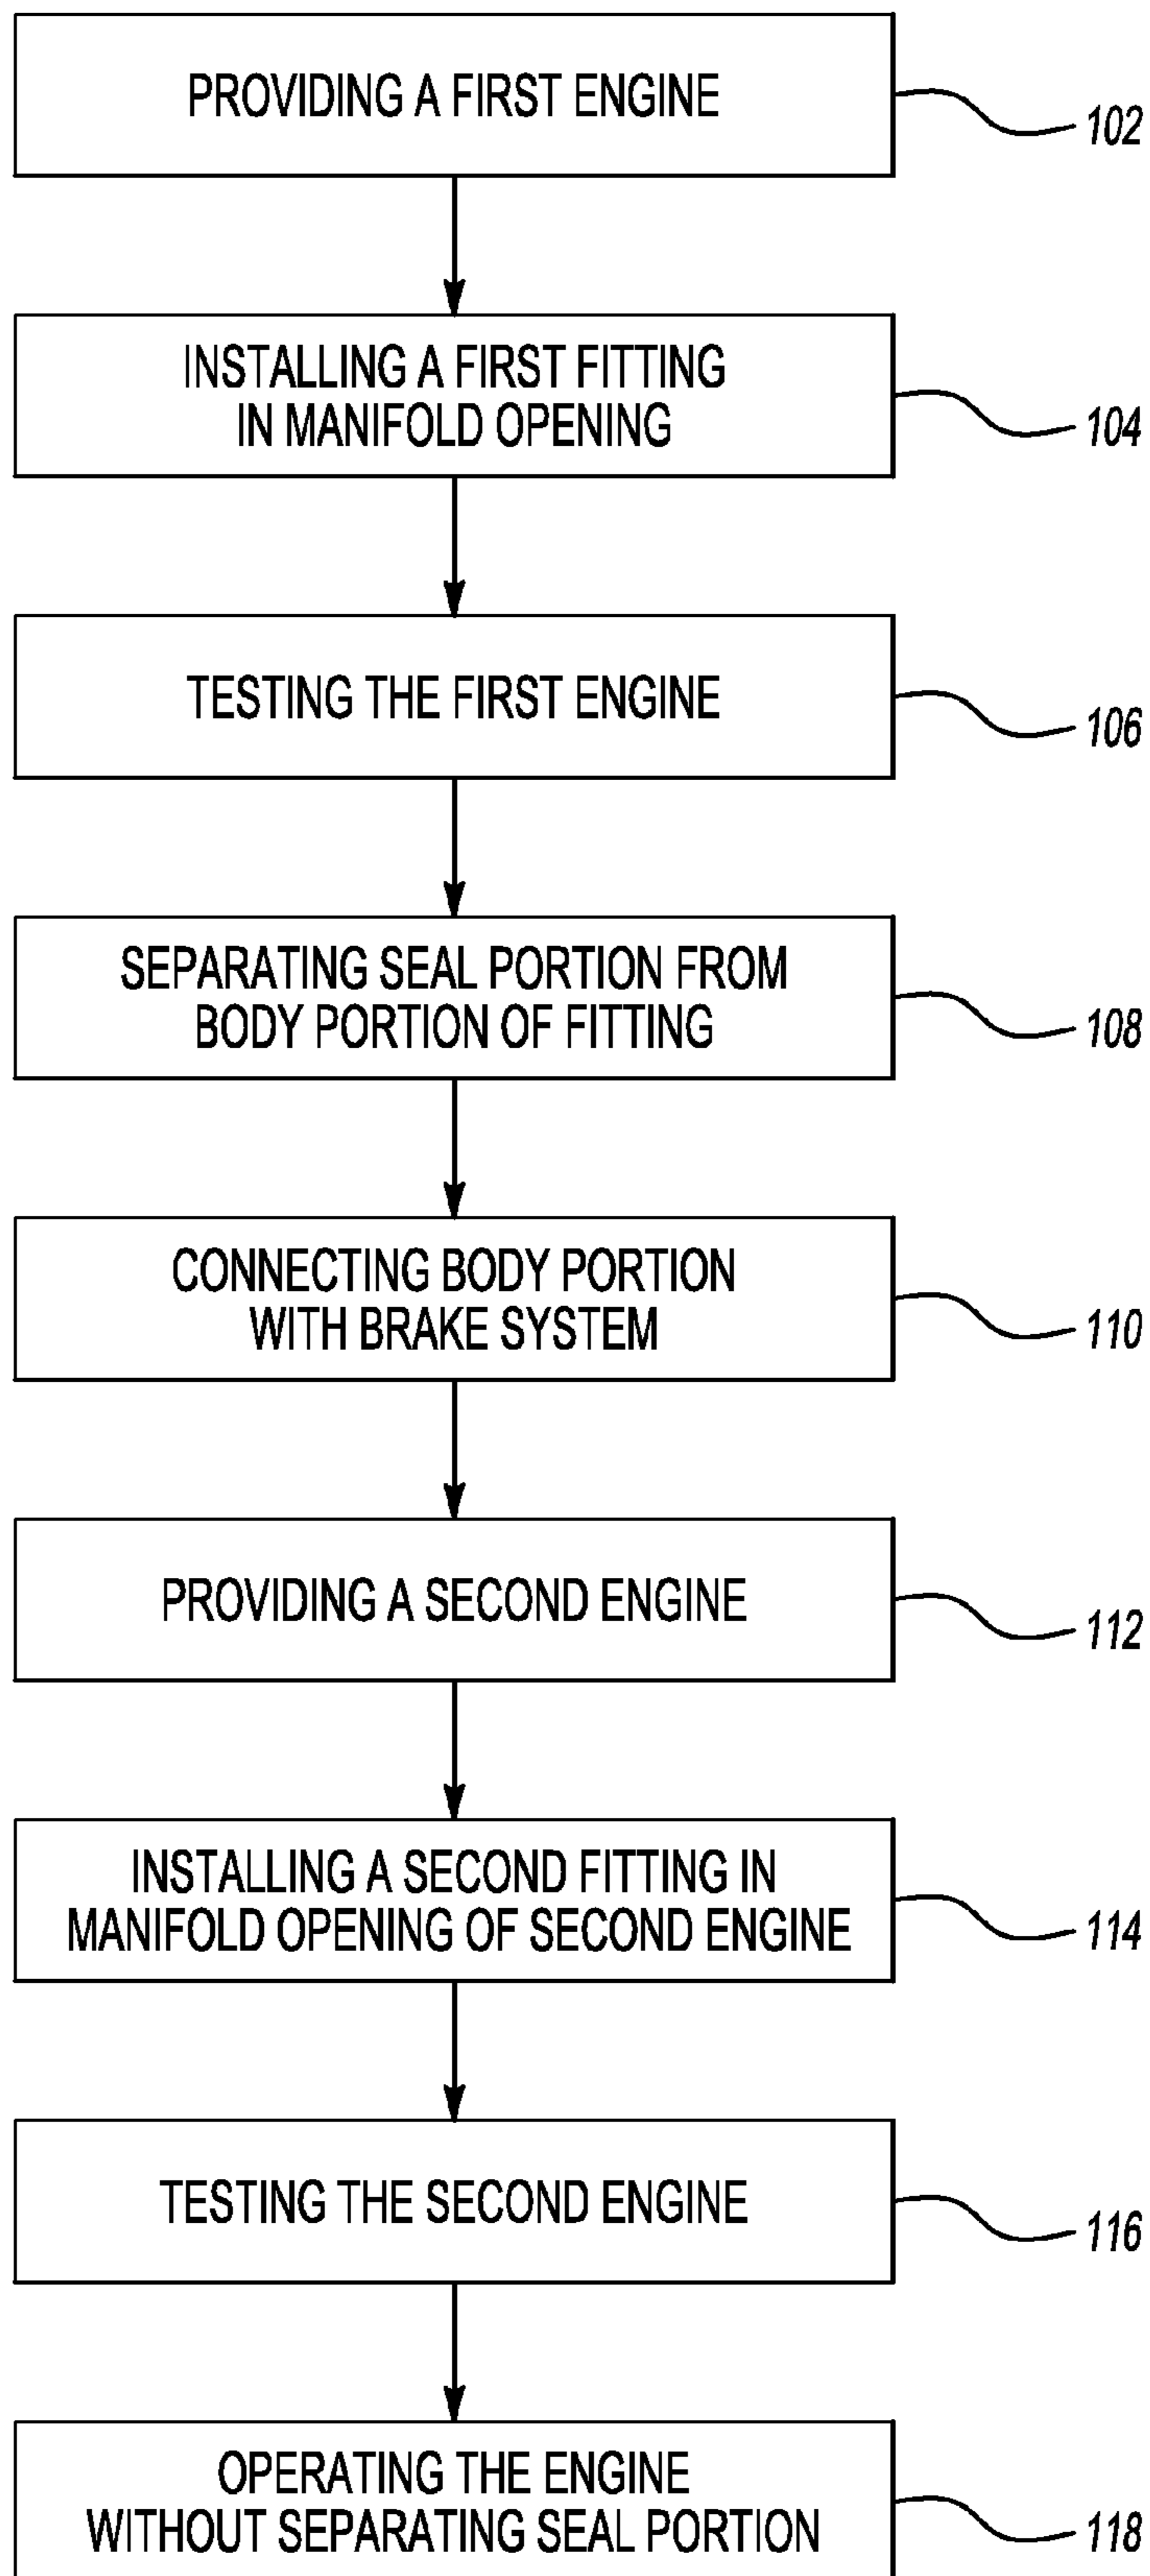 PROVIDING A FIRST ENGINE
102
INSTALLING A FIRST FITTING
IN MANIFOLD OPENING
104
TESTING THE FIRST ENGINE
106
SEPARATING SEAL PORTION FROM
BODY PORTION OF FITTING
108
CONNECTING BODY PORTION
WITH BRAKE SYSTEM
110
PROVIDING A SECOND ENGINE
112
INSTALLING A SECOND FITTING IN
MANIFOLD OPENING OF SECOND ENGINE
114
TESTING THE SECOND ENGINE
116
OPERATING THE ENGINE
WITHOUT SEPARATING SEAL PORTION
118